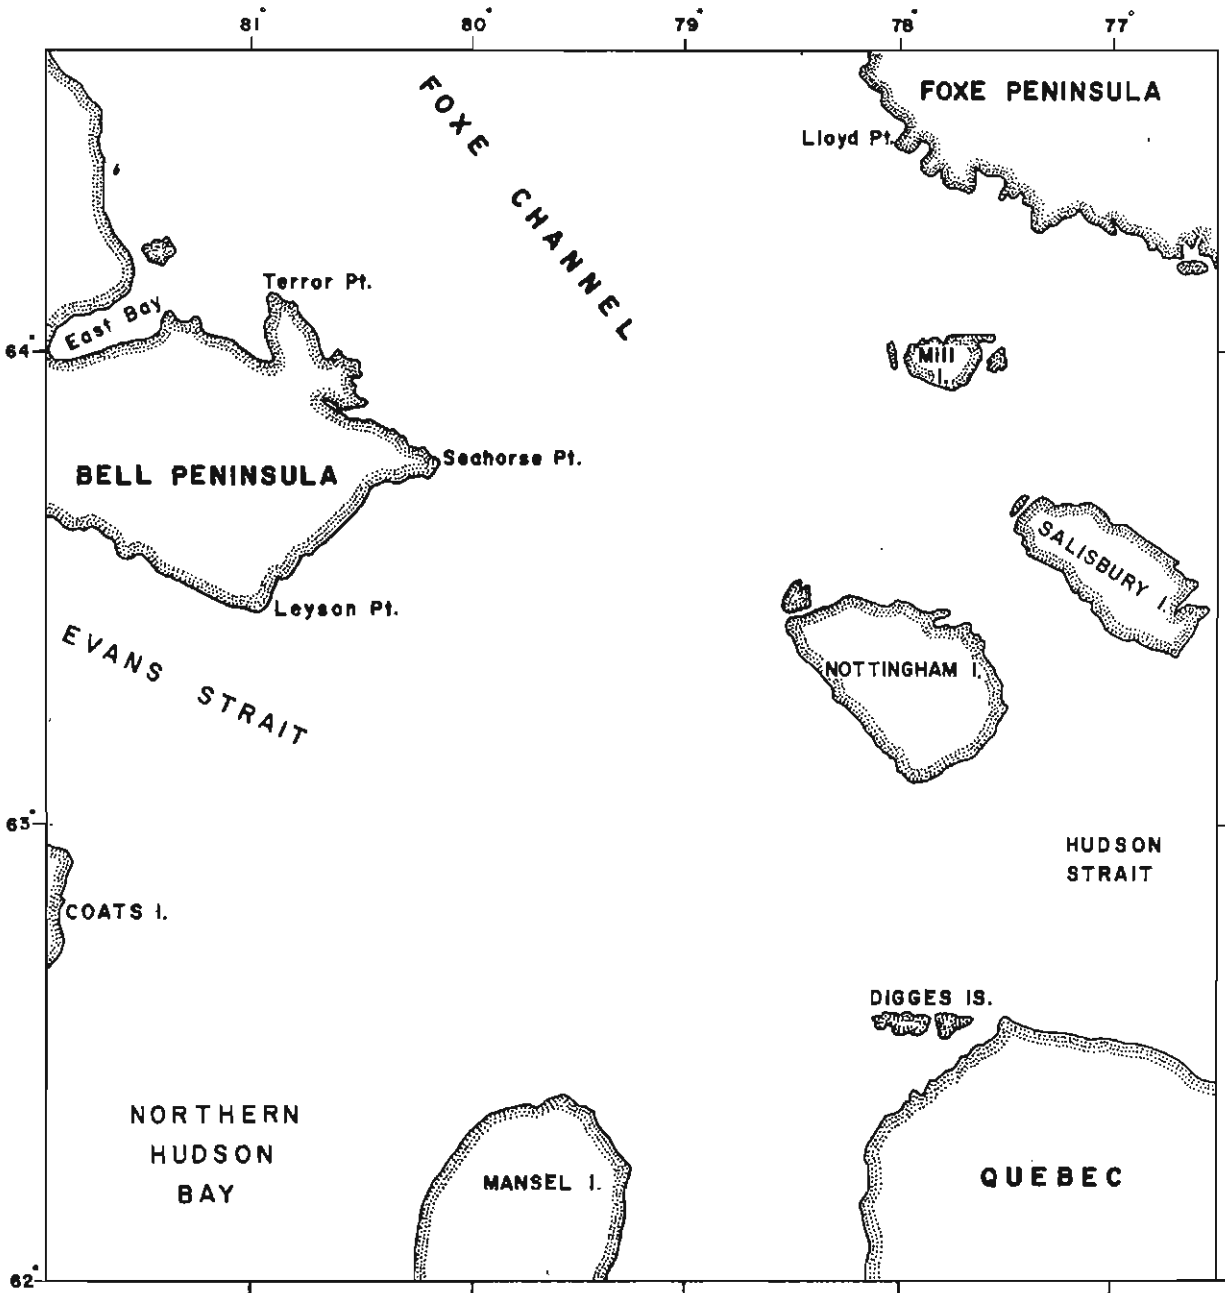 81°
80°
79°
78°
77°
FOXE CHANNEL
FOXE PENINSULA
Lloyd Pt.
Terror Pt.
East Bay
64°
Mill
I.
Seahorse Pt.
BELL PENINSULA
SALISBURY I.
Leyson Pt.
EVANS STRAIT
NOTTINGHAM I.
63°
HUDSON
STRAIT
COATS I.
DIGGES IS.
NORTHERN
HUDSON
BAY
MANSEL I.
QUEBEC
62°